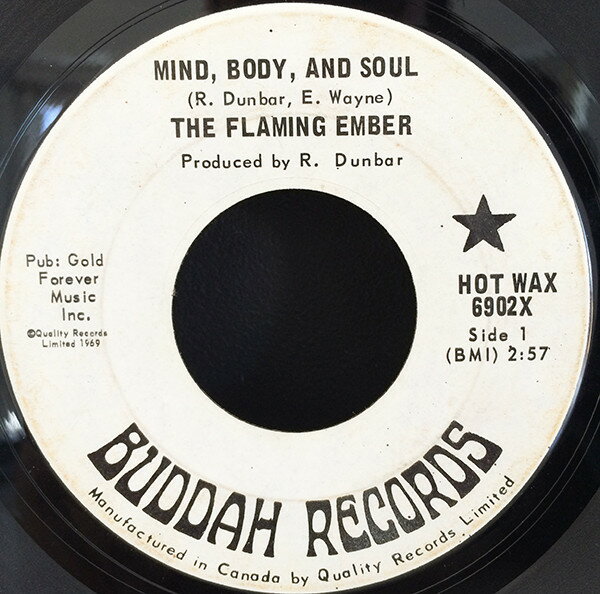 MIND, BODY, AND SOUL
(R. Dunbar, E. Wayne)
THE FLAMING EMBER
Produced by R. Dunbar
Pub: Gold
Forever
Music
Inc.
©Quality Records
Limited 1969
HOT WAX
6902X
Side 1
(BMI) 2:57
BUDDAH RECORDS
Manufactured in Canada by Quality Records Limited